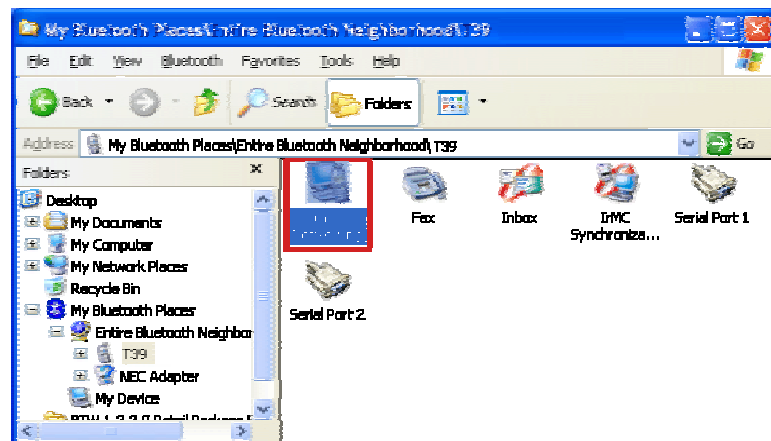 My Bluetooth Places\Entire Bluetooth Neighborhood\T39
File Edit View Bluetooth Favorites Tools Help
Back Search Folders
Address My Bluetooth Places\Entire Bluetooth Neighborhood\T39 Go
Folders
Desktop
My Documents
My Computer
My Network Places
Recycle Bin
My Bluetooth Places
Entire Bluetooth Neighbor
T39
NEC Adapter
My Device
Fax
Inbox
IrMC
Synchroniza...
Serial Port 1
Serial Port 2